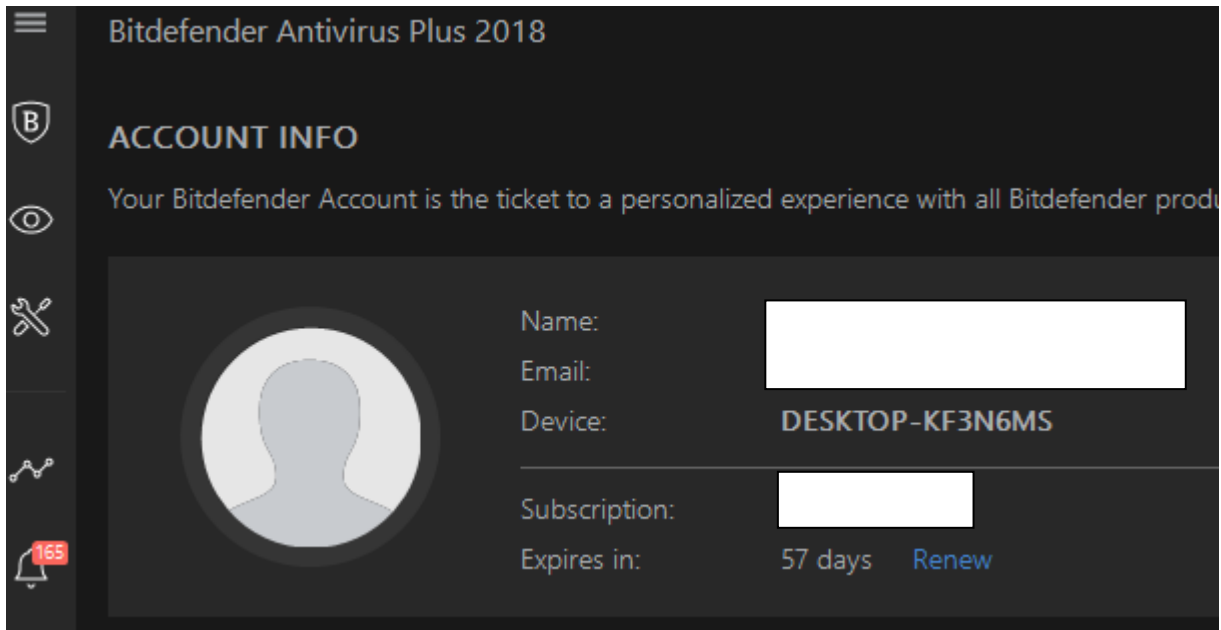 Bitdefender Antivirus Plus 2018
B
ACCOUNT INFO
Your Bitdefender Account is the ticket to a personalized experience with all Bitdefender produ
Name:
Email:
Device: DESKTOP-KF3N6MS
Subscription:
Expires in: 57 days Renew
165